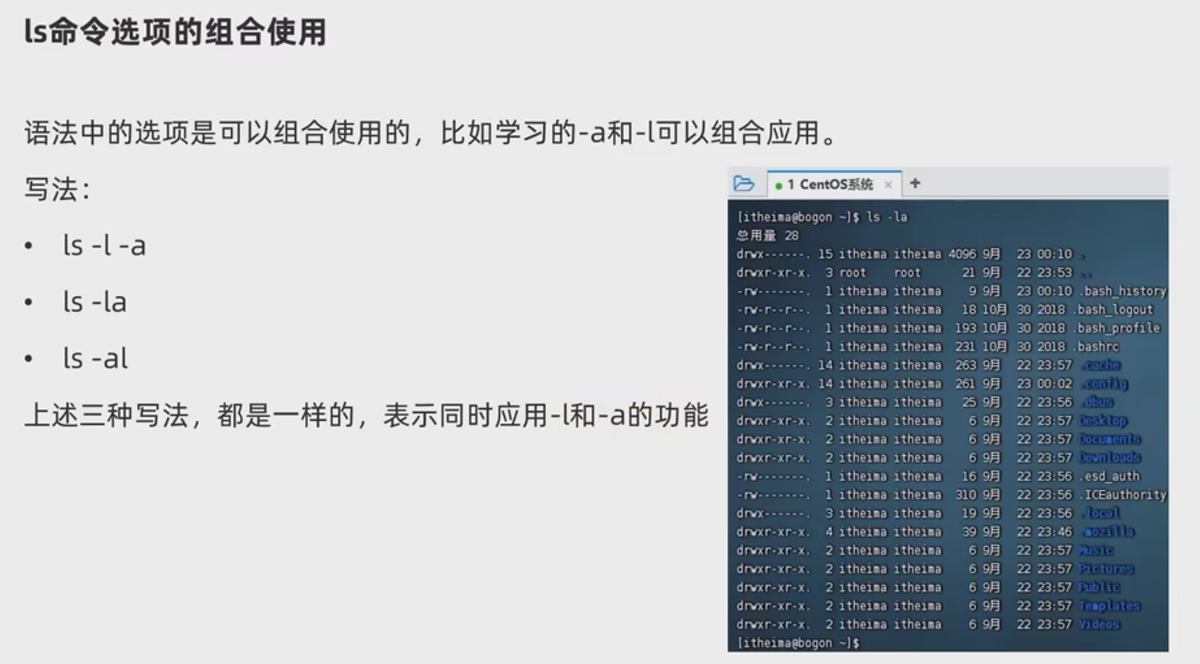 ls命令选项的组合使用
语法中的选项是可以组合使用的，比如学习的-a和-l可以组合应用。
写法：
• ls -l -a
• ls -la
• ls -al
上述三种写法，都是一样的，表示同时应用-l和-a的功能
1 CentOS系统 × +
[itheima@bogon ~]$ ls -la
总用量 28
drwx------. 15 itheima itheima 4096 9月 23 00:10 .
drwxr-xr-x. 3 root root 21 9月 22 23:53 ..
-rw-------. 1 itheima itheima 9 9月 23 00:10 .bash_history
-rw-r--r--. 1 itheima itheima 18 10月 30 2018 .bash_logout
-rw-r--r--. 1 itheima itheima 193 10月 30 2018 .bash_profile
-rw-r--r--. 1 itheima itheima 231 10月 30 2018 .bashrc
drwx------. 14 itheima itheima 263 9月 22 23:57 .cache
drwxr-xr-x. 14 itheima itheima 261 9月 23 00:02 .config
drwx------. 3 itheima itheima 25 9月 22 23:56 .dbus
drwxr-xr-x. 2 itheima itheima 6 9月 22 23:57 Desktop
drwxr-xr-x. 2 itheima itheima 6 9月 22 23:57 Documents
drwxr-xr-x. 2 itheima itheima 6 9月 22 23:57 Downloads
-rw-------. 1 itheima itheima 16 9月 22 23:56 .esd_auth
-rw-------. 1 itheima itheima 310 9月 22 23:56 .ICEauthority
drwx------. 3 itheima itheima 19 9月 22 23:56 .local
drwxr-xr-x. 4 itheima itheima 39 9月 22 23:46 .mozilla
drwxr-xr-x. 2 itheima itheima 6 9月 22 23:57 Music
drwxr-xr-x. 2 itheima itheima 6 9月 22 23:57 Pictures
drwxr-xr-x. 2 itheima itheima 6 9月 22 23:57 Public
drwxr-xr-x. 2 itheima itheima 6 9月 22 23:57 Templates
drwxr-xr-x. 2 itheima itheima 6 9月 22 23:57 Videos
[itheima@bogon ~]$